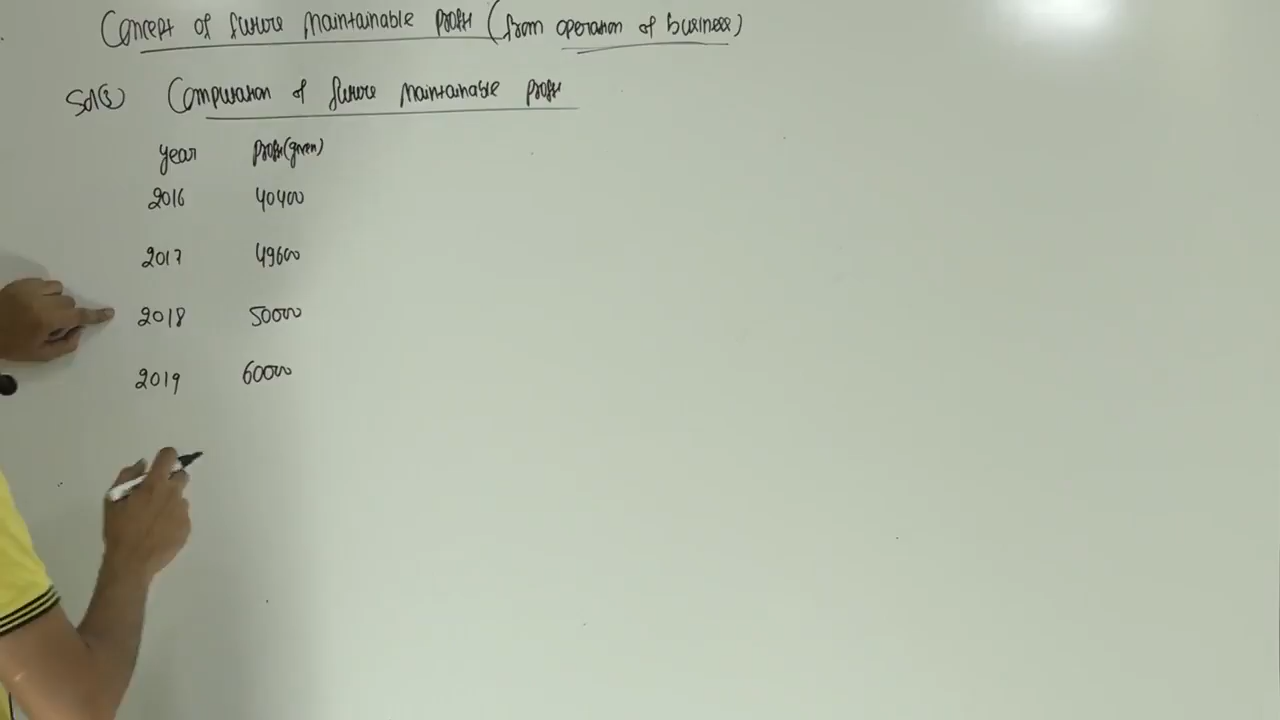 Concept of future Maintainable profit (from operation of business)
Sol(3) Computation of future Maintainable profit
year profit(given)
2016 40400
2017 49600
2018 50000
2019 60000